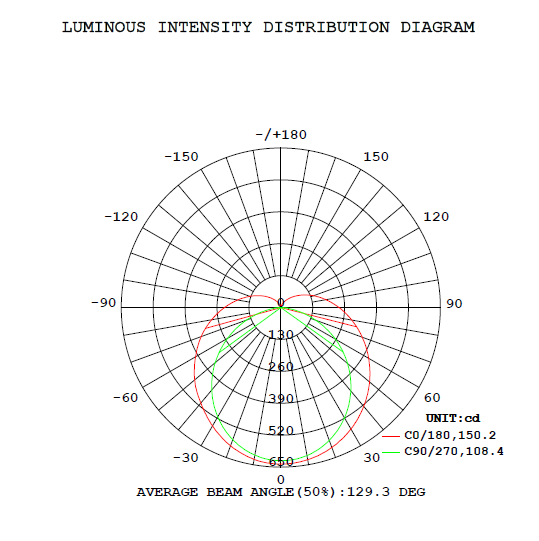 LUMINOUS INTENSITY DISTRIBUTION DIAGRAM
-/+180
-150 150
-120 120
-90 0 90
130
260
-60 60
390
UNIT:cd
520 C0/180,150.2
-30 650 30 C90/270,108.4
0
AVERAGE BEAM ANGLE(50%):129.3 DEG